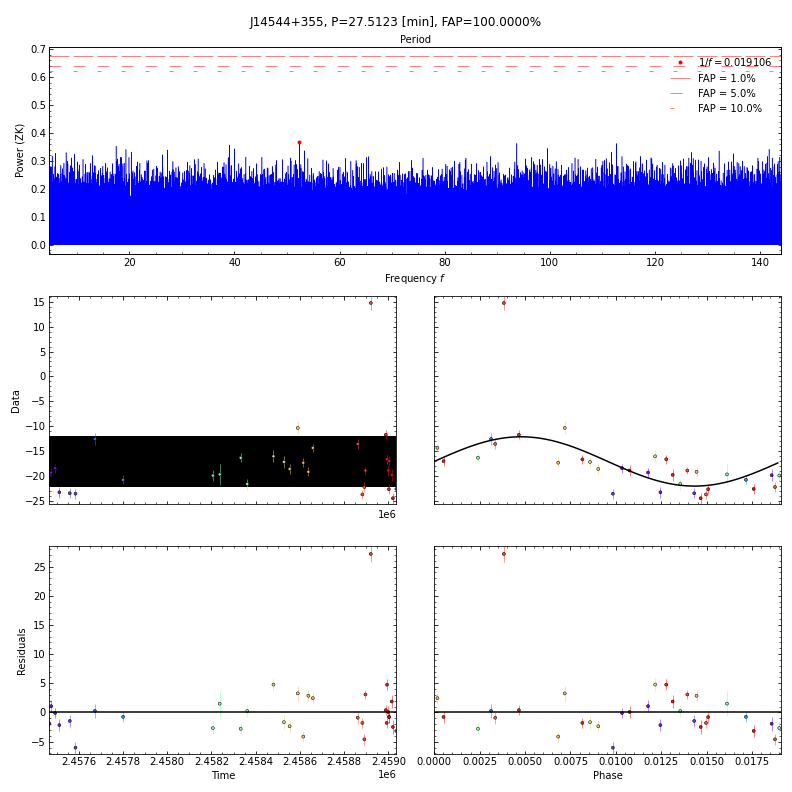 J14544+355, P=27.5123 [min], FAP=100.0000%
Period
0.7
0.6
0.5
0.4
0.3
0.2
0.1
0.0
Power (ZK)
1/f = 0.019106
FAP = 1.0%
FAP = 5.0%
FAP = 10.0%
20 40 60 80 100 120 140
Frequency f
15
10
5
0
−5
−10
−15
−20
−25
Data
1e6
25
20
15
10
5
0
−5
Residuals
2.4576 2.4578 2.4580 2.4582 2.4584 2.4586 2.4588 2.4590
Time
1e6
0.0000 0.0025 0.0050 0.0075 0.0100 0.0125 0.0150 0.0175
Phase